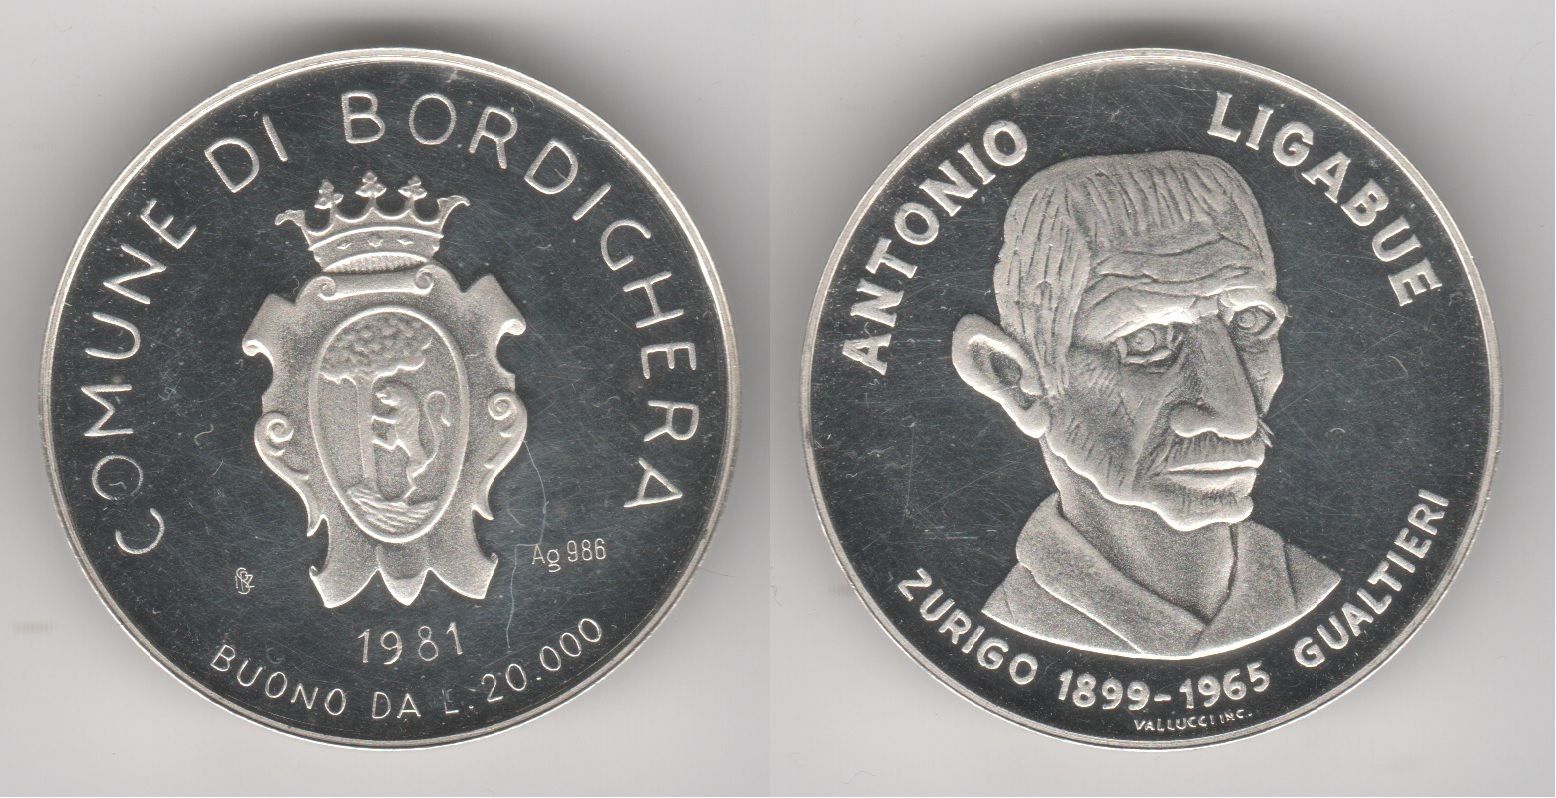 COMUNE DI BORDIGHERA
Ag 986
1981
BUONO DA L. 20.000
ANTONIO LIGABUE
ZURIGO 1899-1965 GUALTIERI
VALLUCCI INC.